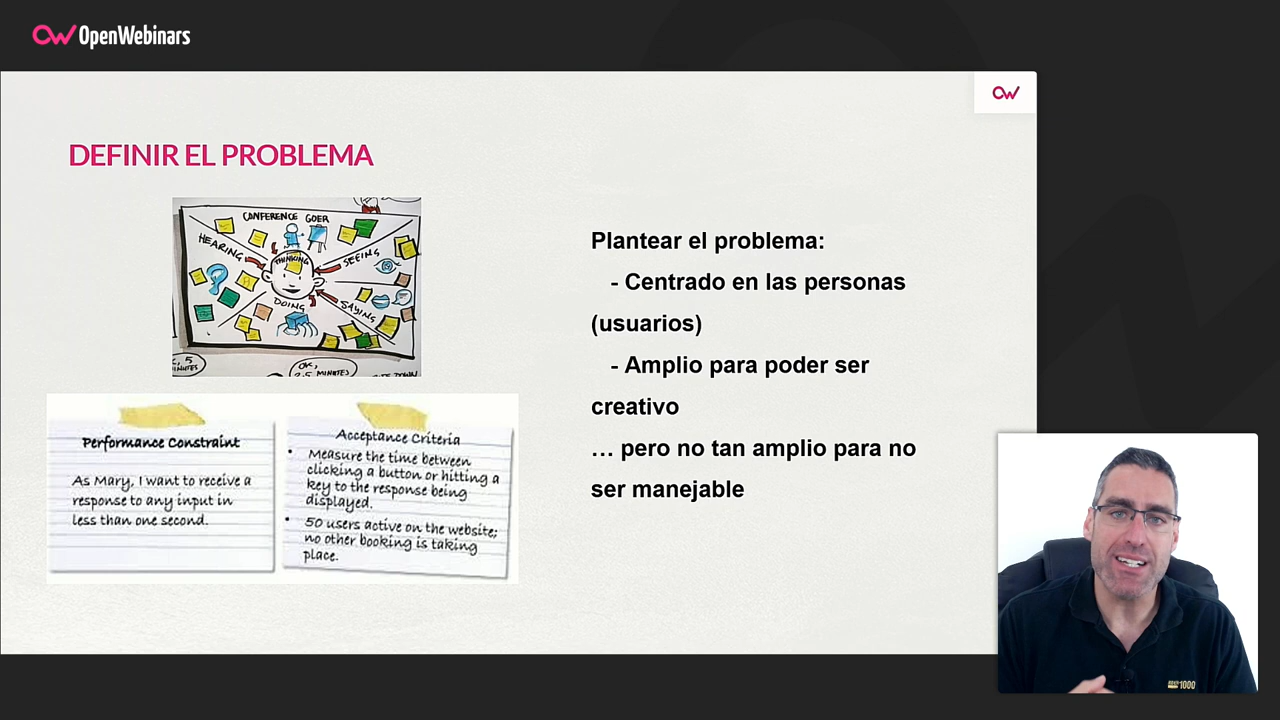 OpenWebinars
DEFINIR EL PROBLEMA
CONFERENCE GOER
HEARING
THINKING
SEEING
DOING
SAYING
OK,
MINUTES
Performance Constraint
As Mary, I want to receive a
response to any input in
less than one second.
Acceptance Criteria
• Measure the time between
clicking a button or hitting a
key to the response being
displayed.
• 50 users active on the website;
no other booking is taking
place.
Plantear el problema:
- Centrado en las personas
(usuarios)
- Amplio para poder ser
creativo
… pero no tan amplio para no
ser manejable
1000